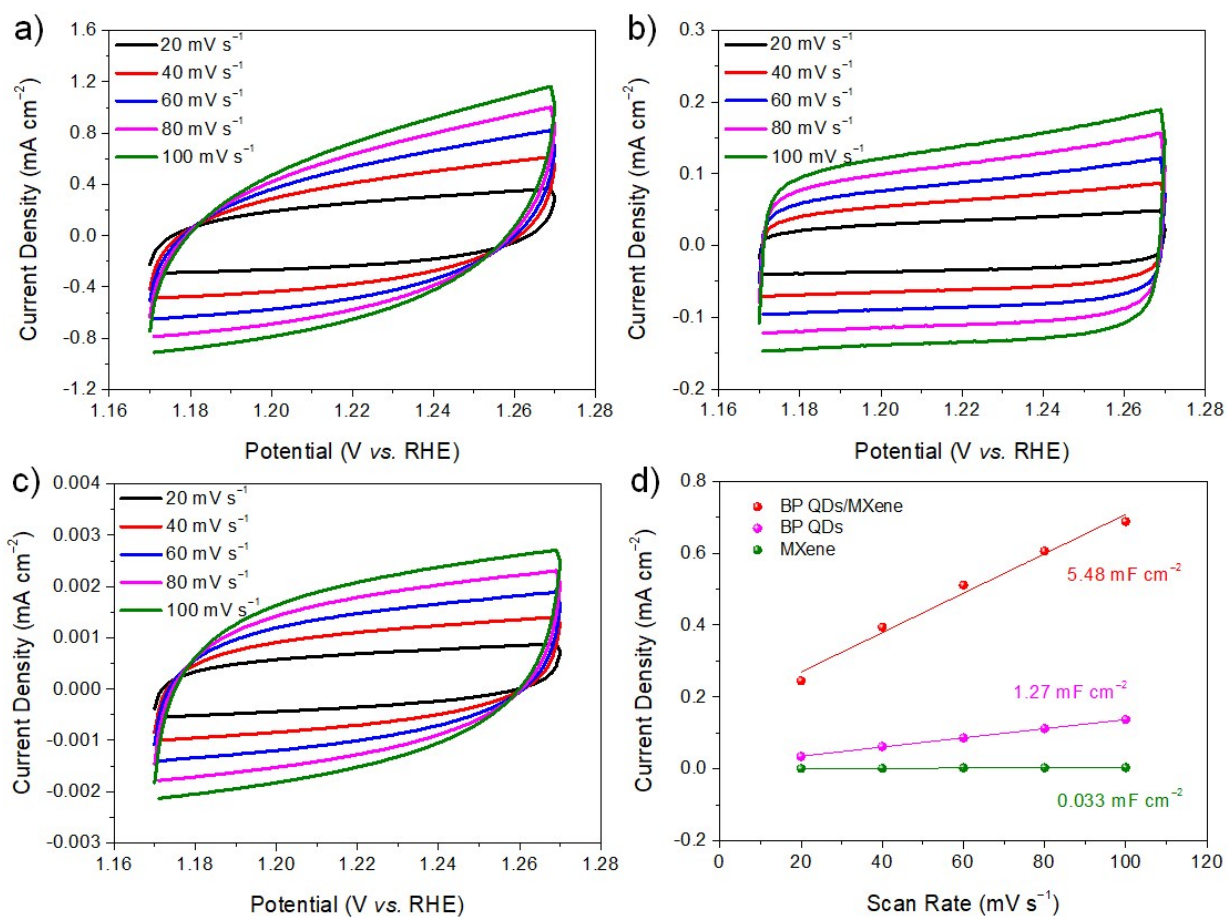 a)
20 mV s⁻¹
40 mV s⁻¹
60 mV s⁻¹
80 mV s⁻¹
100 mV s⁻¹
1.6
1.2
0.8
0.4
0.0
-0.4
-0.8
-1.2
Current Density (mA cm⁻²)
1.16 1.18 1.20 1.22 1.24 1.26 1.28
Potential (V vs. RHE)
b)
20 mV s⁻¹
40 mV s⁻¹
60 mV s⁻¹
80 mV s⁻¹
100 mV s⁻¹
0.3
0.2
0.1
0.0
-0.1
-0.2
Current Density (mA cm⁻²)
1.16 1.18 1.20 1.22 1.24 1.26 1.28
Potential (V vs. RHE)
c)
20 mV s⁻¹
40 mV s⁻¹
60 mV s⁻¹
80 mV s⁻¹
100 mV s⁻¹
0.004
0.003
0.002
0.001
0.000
-0.001
-0.002
-0.003
Current Density (mA cm⁻²)
1.16 1.18 1.20 1.22 1.24 1.26 1.28
Potential (V vs. RHE)
d)
BP QDs/MXene
BP QDs
MXene
5.48 mF cm⁻²
1.27 mF cm⁻²
0.033 mF cm⁻²
0.8
0.6
0.4
0.2
0.0
-0.2
Current Density (mA cm⁻²)
0 20 40 60 80 100 120
Scan Rate (mV s⁻¹)